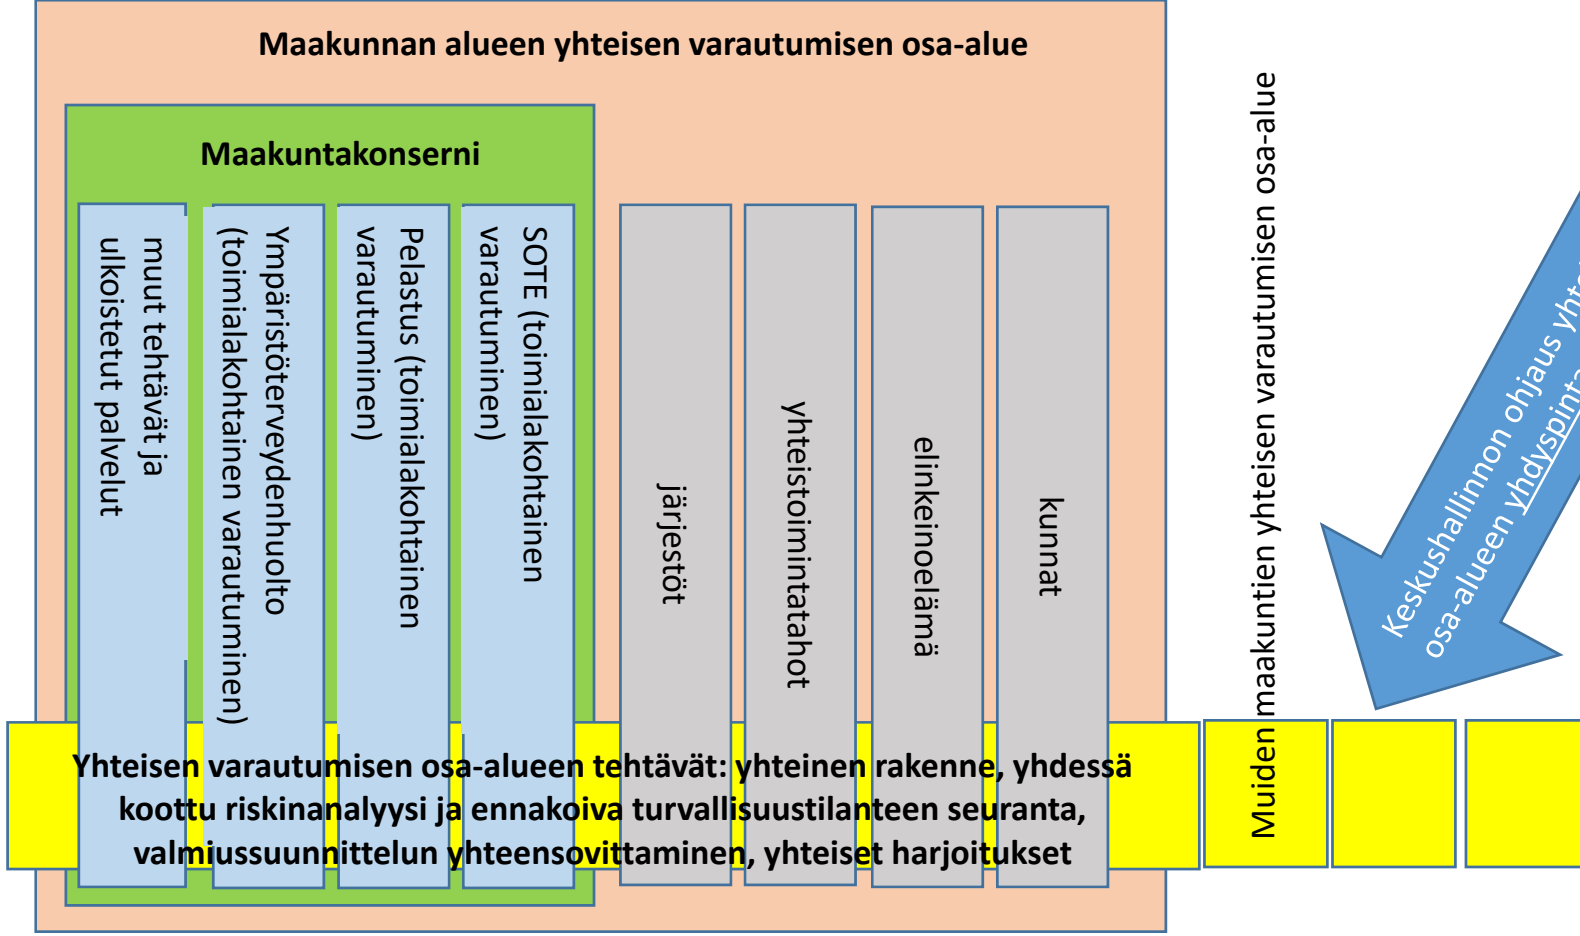 Maakunnan alueen yhteisen varautumisen osa-alue
Maakuntakonserni
muut tehtävät ja
ulkoistetut palvelut
Ympäristöterveydenhuolto
(toimialakohtainen varautuminen)
Pelastus (toimialakohtainen
varautuminen)
SOTE (toimialakohtainen
varautuminen)
järjestöt
yhteistoimintatahot
elinkeinoelämä
kunnat
Muiden maakuntien yhteisen varautumisen osa-alue
Keskushallinnon ohjaus
osa-alueen
Yhteisen varautumisen osa-alueen tehtävät: yhteinen rakenne, yhdessä
koottu riskinanalyysi ja ennakoiva turvallisuustilanteen seuranta,
valmiussuunnittelun yhteensovittaminen, yhteiset harjoitukset